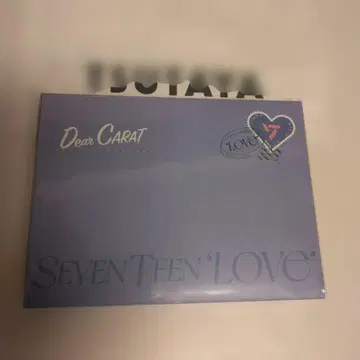 TSUTAYA
Dear CARAT
"LOVE"
17
SEVENTEEN "LOVE"